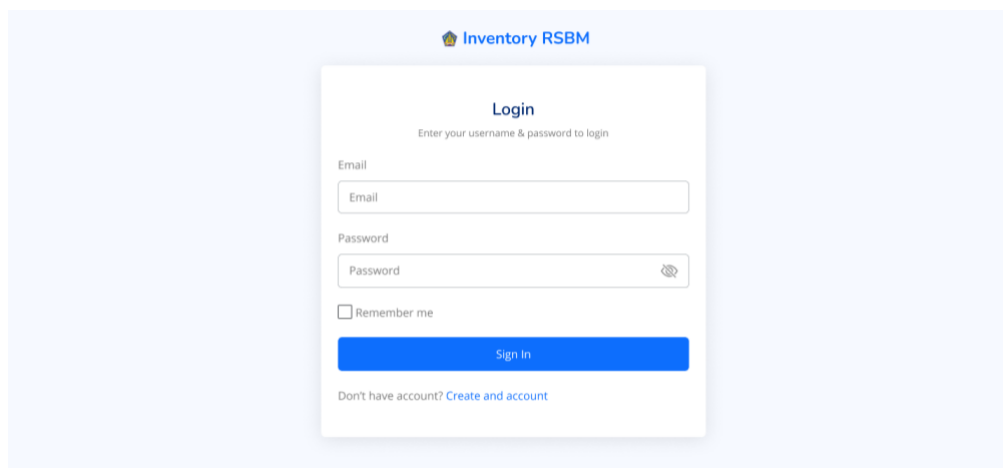 Inventory RSBM
Login
Enter your username & password to login
Email
Email
Password
Password
Remember me
Sign In
Don't have account? Create and account